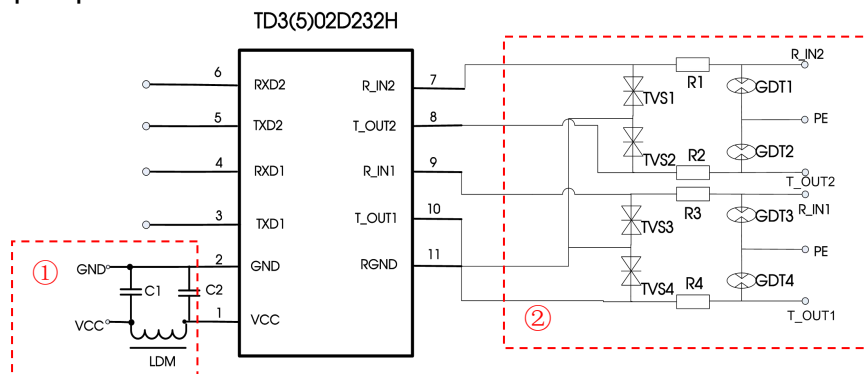 TD3(5)02D232H
6 RXD2 R_IN2 7
5 TXD2 T_OUT2 8
4 RXD1 R_IN1 9
3 TXD1 T_OUT1 10
2 GND RGND 11
1 VCC
①
GND
C1 C2
VCC
LDM
R_IN2
R1
TVS1 GDT1
PE
TVS2 R2 GDT2
T_OUT2
R3 R_IN1
TVS3 GDT3
PE
TVS4 R4 GDT4
② T_OUT1